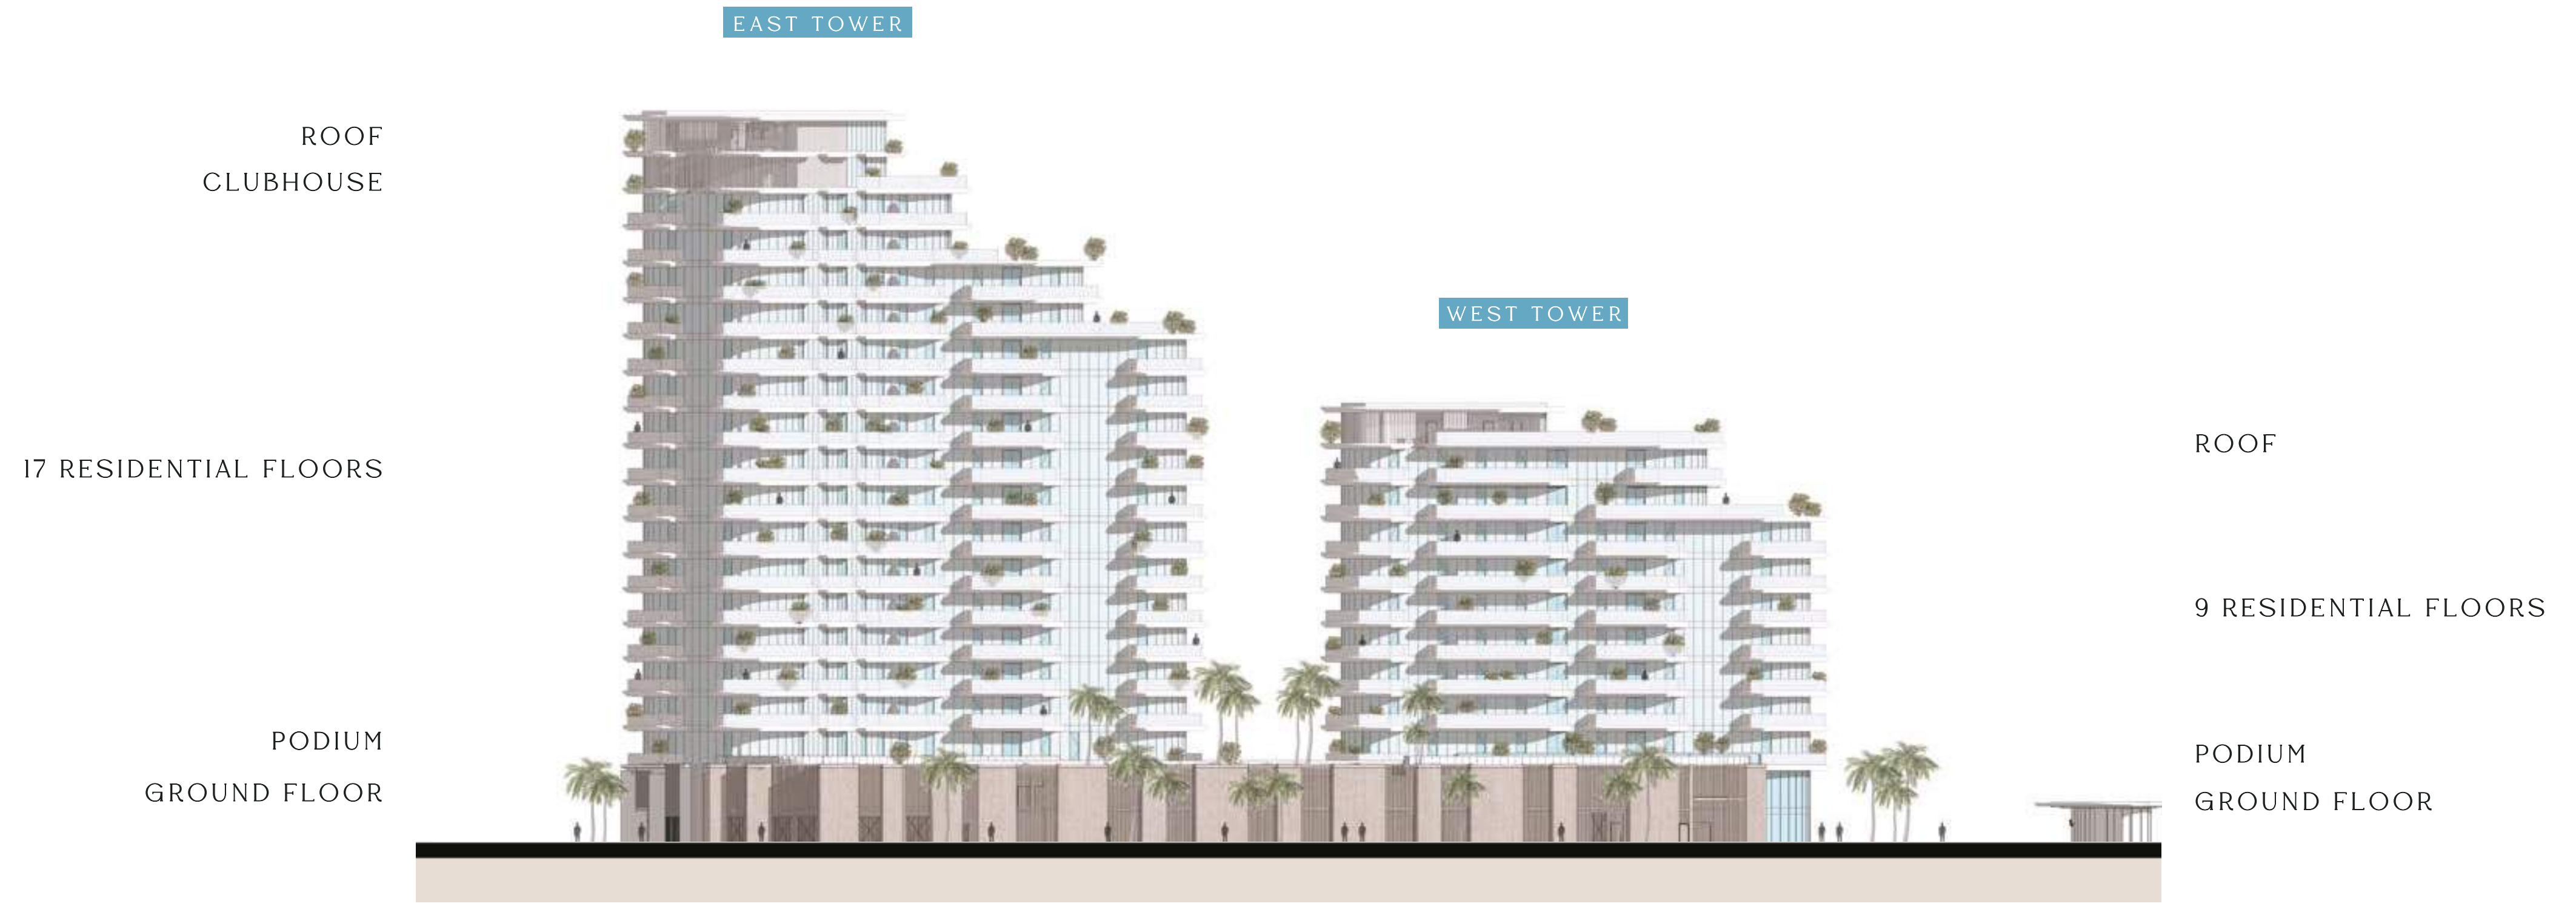 EAST TOWER
ROOF
CLUBHOUSE
WEST TOWER
ROOF
17 RESIDENTIAL FLOORS
9 RESIDENTIAL FLOORS
PODIUM
PODIUM
GROUND FLOOR
GROUND FLOOR